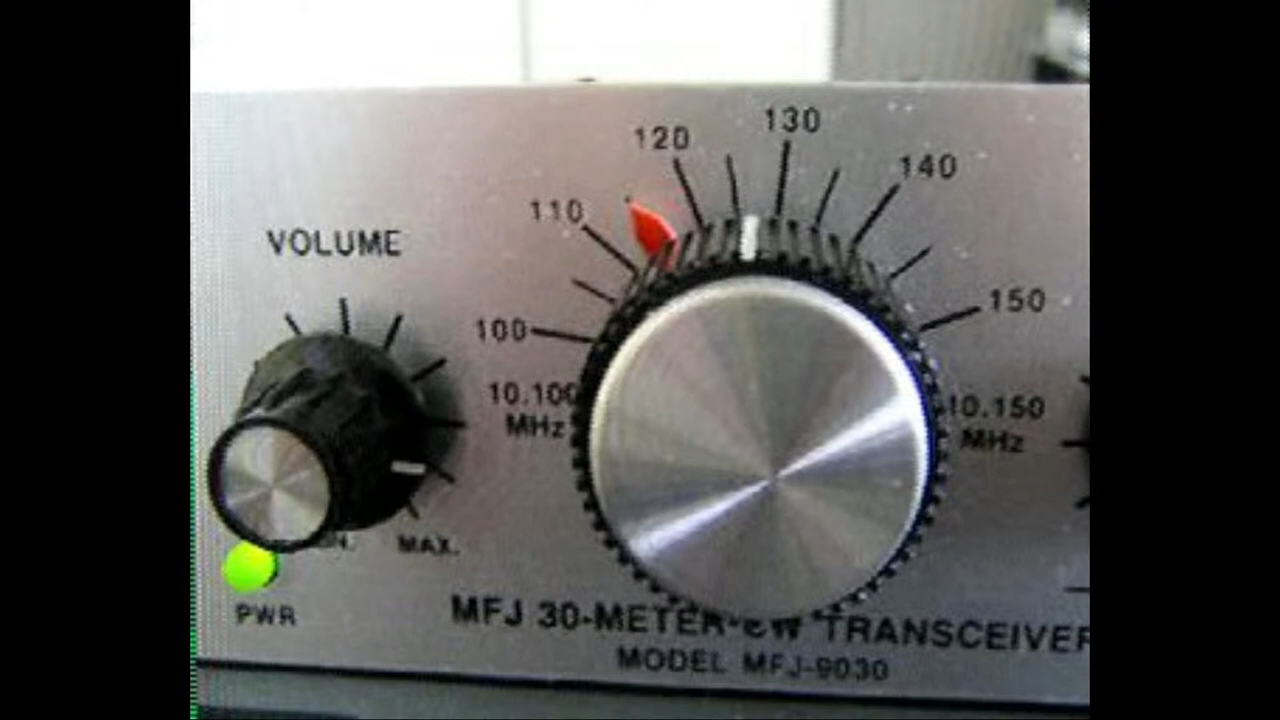 130
120
140
110
VOLUME
150
100
10.100
MHz
10.150
MHz
MAX.
PWR
MFJ 30-METER CW TRANSCEIVER
MODEL MFJ-9030